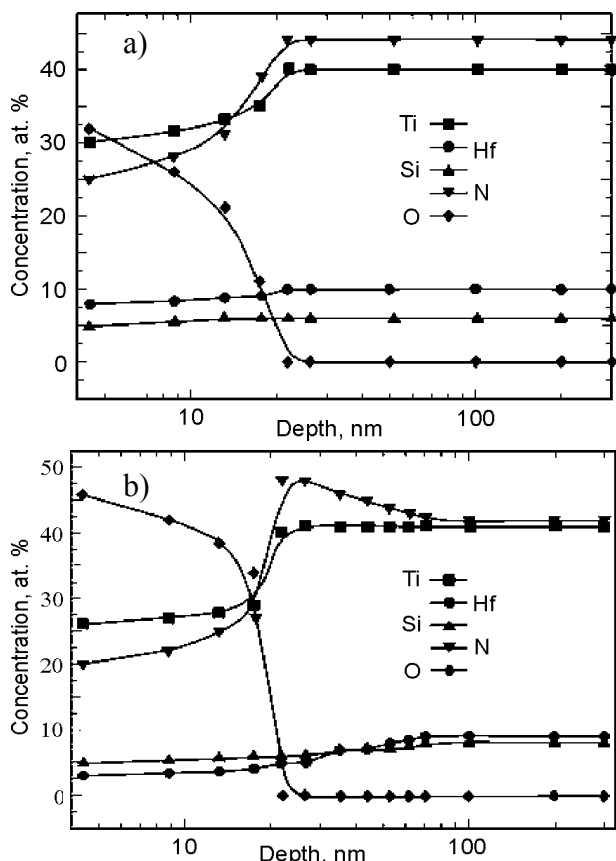 a)
Concentration, at. %
40
30
20
10
0
Ti
Hf
Si
N
O
10
100
Depth, nm
b)
Concentration, at. %
50
40
30
20
10
0
Ti
Hf
Si
N
O
10
100
Depth, nm